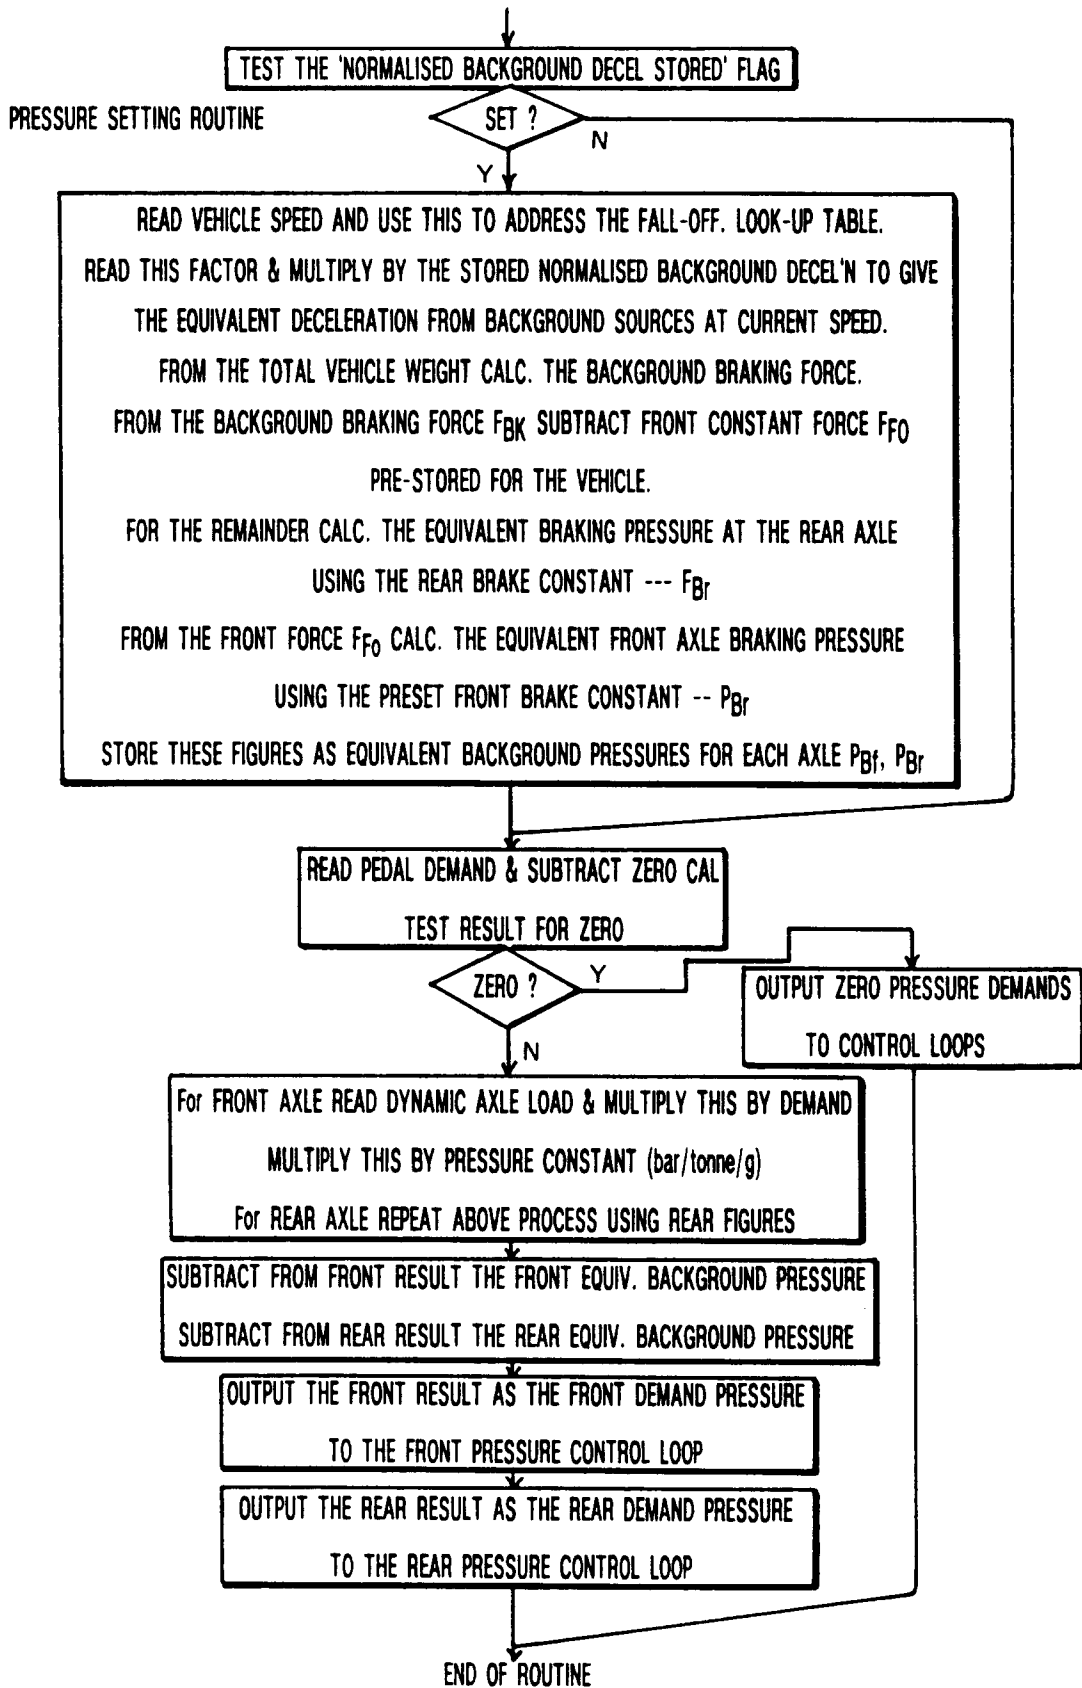 TEST THE 'NORMALISED BACKGROUND DECEL STORED' FLAG
PRESSURE SETTING ROUTINE
SET ?
N
Y
READ VEHICLE SPEED AND USE THIS TO ADDRESS THE FALL-OFF. LOOK-UP TABLE.
READ THIS FACTOR & MULTIPLY BY THE STORED NORMALISED BACKGROUND DECEL'N TO GIVE
THE EQUIVALENT DECELERATION FROM BACKGROUND SOURCES AT CURRENT SPEED.
FROM THE TOTAL VEHICLE WEIGHT CALC. THE BACKGROUND BRAKING FORCE.
FROM THE BACKGROUND BRAKING FORCE FBK SUBTRACT FRONT CONSTANT FORCE FFO
PRE-STORED FOR THE VEHICLE.
FOR THE REMAINDER CALC. THE EQUIVALENT BRAKING PRESSURE AT THE REAR AXLE
USING THE REAR BRAKE CONSTANT --- FBr
FROM THE FRONT FORCE FFO CALC. THE EQUIVALENT FRONT AXLE BRAKING PRESSURE
USING THE PRESET FRONT BRAKE CONSTANT -- PBr
STORE THESE FIGURES AS EQUIVALENT BACKGROUND PRESSURES FOR EACH AXLE PBf, PBr
READ PEDAL DEMAND & SUBTRACT ZERO CAL
TEST RESULT FOR ZERO
ZERO ?
Y
OUTPUT ZERO PRESSURE DEMANDS
TO CONTROL LOOPS
N
For FRONT AXLE READ DYNAMIC AXLE LOAD & MULTIPLY THIS BY DEMAND
MULTIPLY THIS BY PRESSURE CONSTANT (bar/tonne/g)
For REAR AXLE REPEAT ABOVE PROCESS USING REAR FIGURES
SUBTRACT FROM FRONT RESULT THE FRONT EQUIV. BACKGROUND PRESSURE
SUBTRACT FROM REAR RESULT THE REAR EQUIV. BACKGROUND PRESSURE
OUTPUT THE FRONT RESULT AS THE FRONT DEMAND PRESSURE
TO THE FRONT PRESSURE CONTROL LOOP
OUTPUT THE REAR RESULT AS THE REAR DEMAND PRESSURE
TO THE REAR PRESSURE CONTROL LOOP
END OF ROUTINE